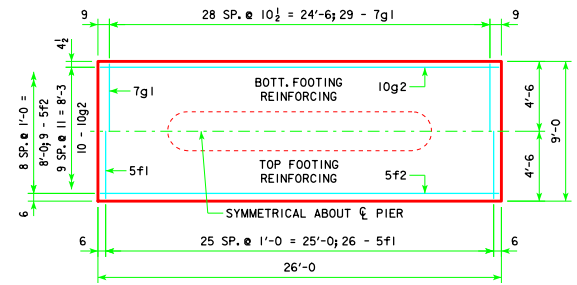 9
28 SP.@ 10½ = 24'-6; 29 - 7g1
9
4½
BOTT. FOOTING
REINFORCING
7g1
10g2
8 SP.@ 1'-0 =
8'-0; 9 - 5f2
9 SP.@ 11 = 8'-3
10 - 10g2
4'-6
9'-0
4'-6
TOP FOOTING
REINFORCING
5f1
5f2
6
SYMMETRICAL ABOUT ℄ PIER
6
25 SP.@ 1'-0 = 25'-0; 26 - 5f1
6
26'-0